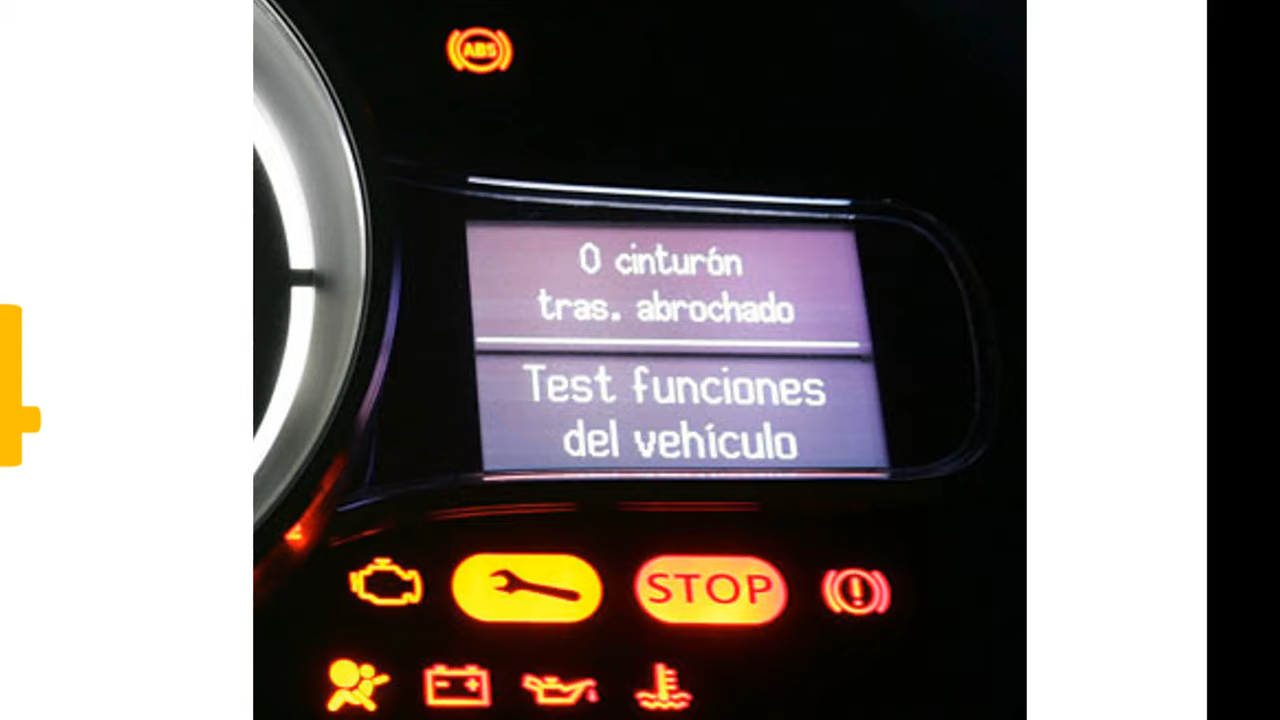 ABS
0 cinturón
tras. abrochado
Test funciones
del vehículo
STOP